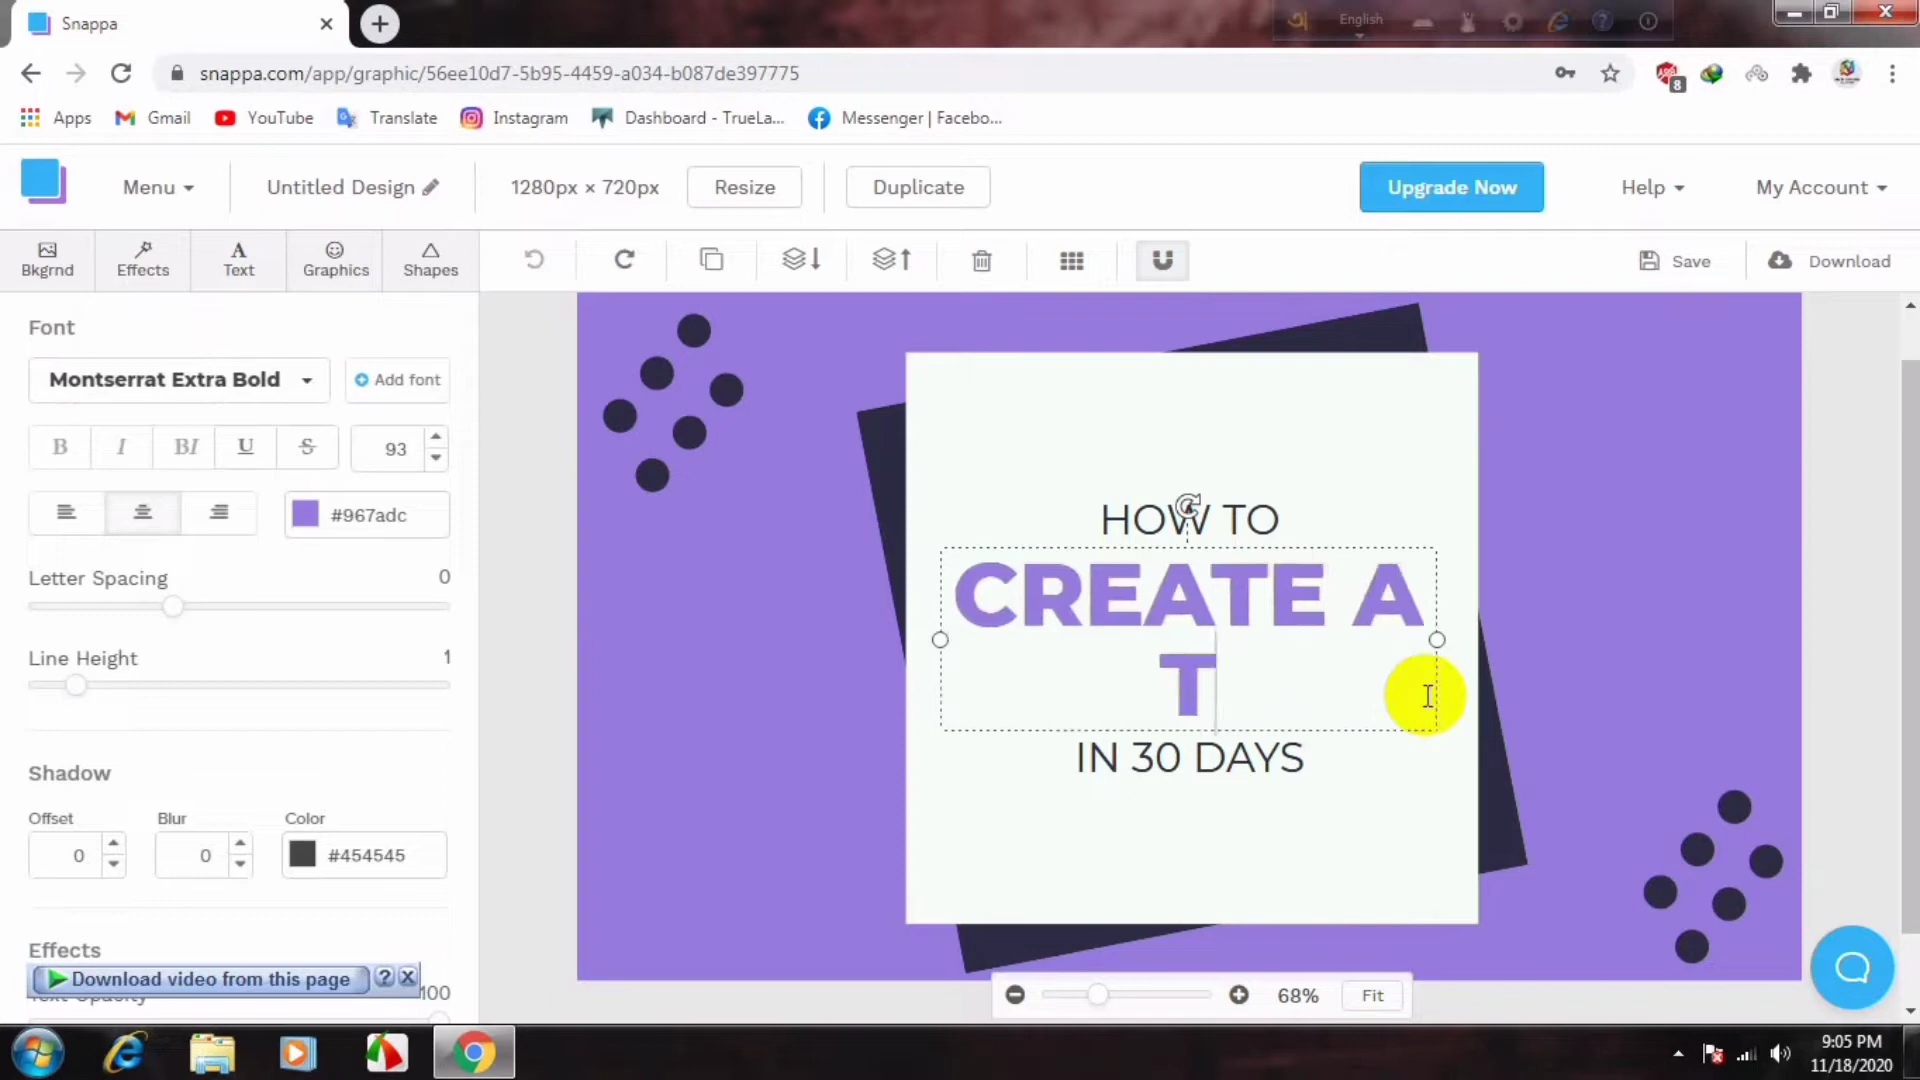 Snappa
English
snappa.com/app/graphic/56ee10d7-5b95-4459-a034-b087de397775
8
Apps
Gmail
YouTube
Translate
Instagram
Dashboard - TrueLa...
Messenger | Facebo...
Menu
Untitled Design
1280px × 720px
Resize
Duplicate
Upgrade Now
Help
My Account
Bkgrnd
Effects
Text
Graphics
Shapes
Save
Download
Font
Montserrat Extra Bold
Add font
B
I
BI
U
S
93
#967adc
Letter Spacing
0
Line Height
1
Shadow
Offset
Blur
Color
0
0
#454545
Effects
Download video from this page
?
Text Opacity
100
HOW TO
CREATE A
T
IN 30 DAYS
68%
Fit
9:05 PM
11/18/2020